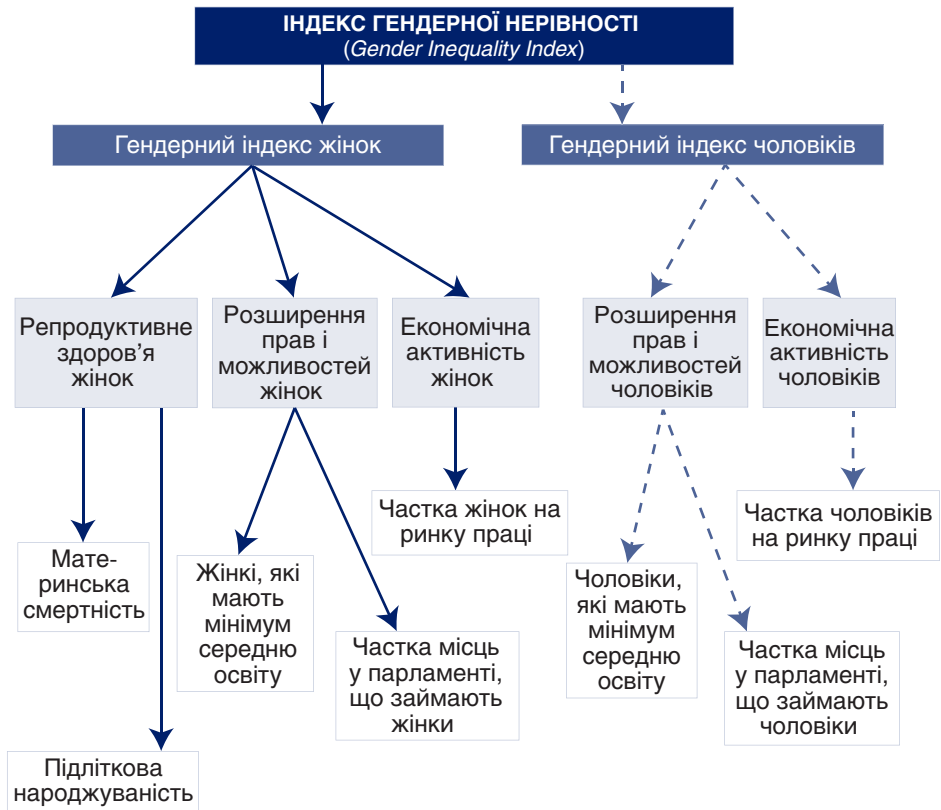 ІНДЕКС ГЕНДЕРНОЇ НЕРІВНОСТІ
(Gender Inequality Index)
Гендерний індекс жінок
Гендерний індекс чоловіків
Репродуктивне
здоров’я
жінок
Розширення
прав і
можливостей
жінок
Економічна
активність
жінок
Розширення
прав і
можливостей
чоловіків
Економічна
активність
чоловіків
Мате-
ринська
смертність
Жінкі, які
мають
мінімум
середню
освіту
Частка жінок на
ринку праці
Частка місць
у парламенті,
що займають
жінки
Чоловіки,
які мають
мінімум
середню
освіту
Частка чоловіків
на ринку праці
Частка місць
у парламенті,
що займають
чоловіки
Підліткова
народжуваність